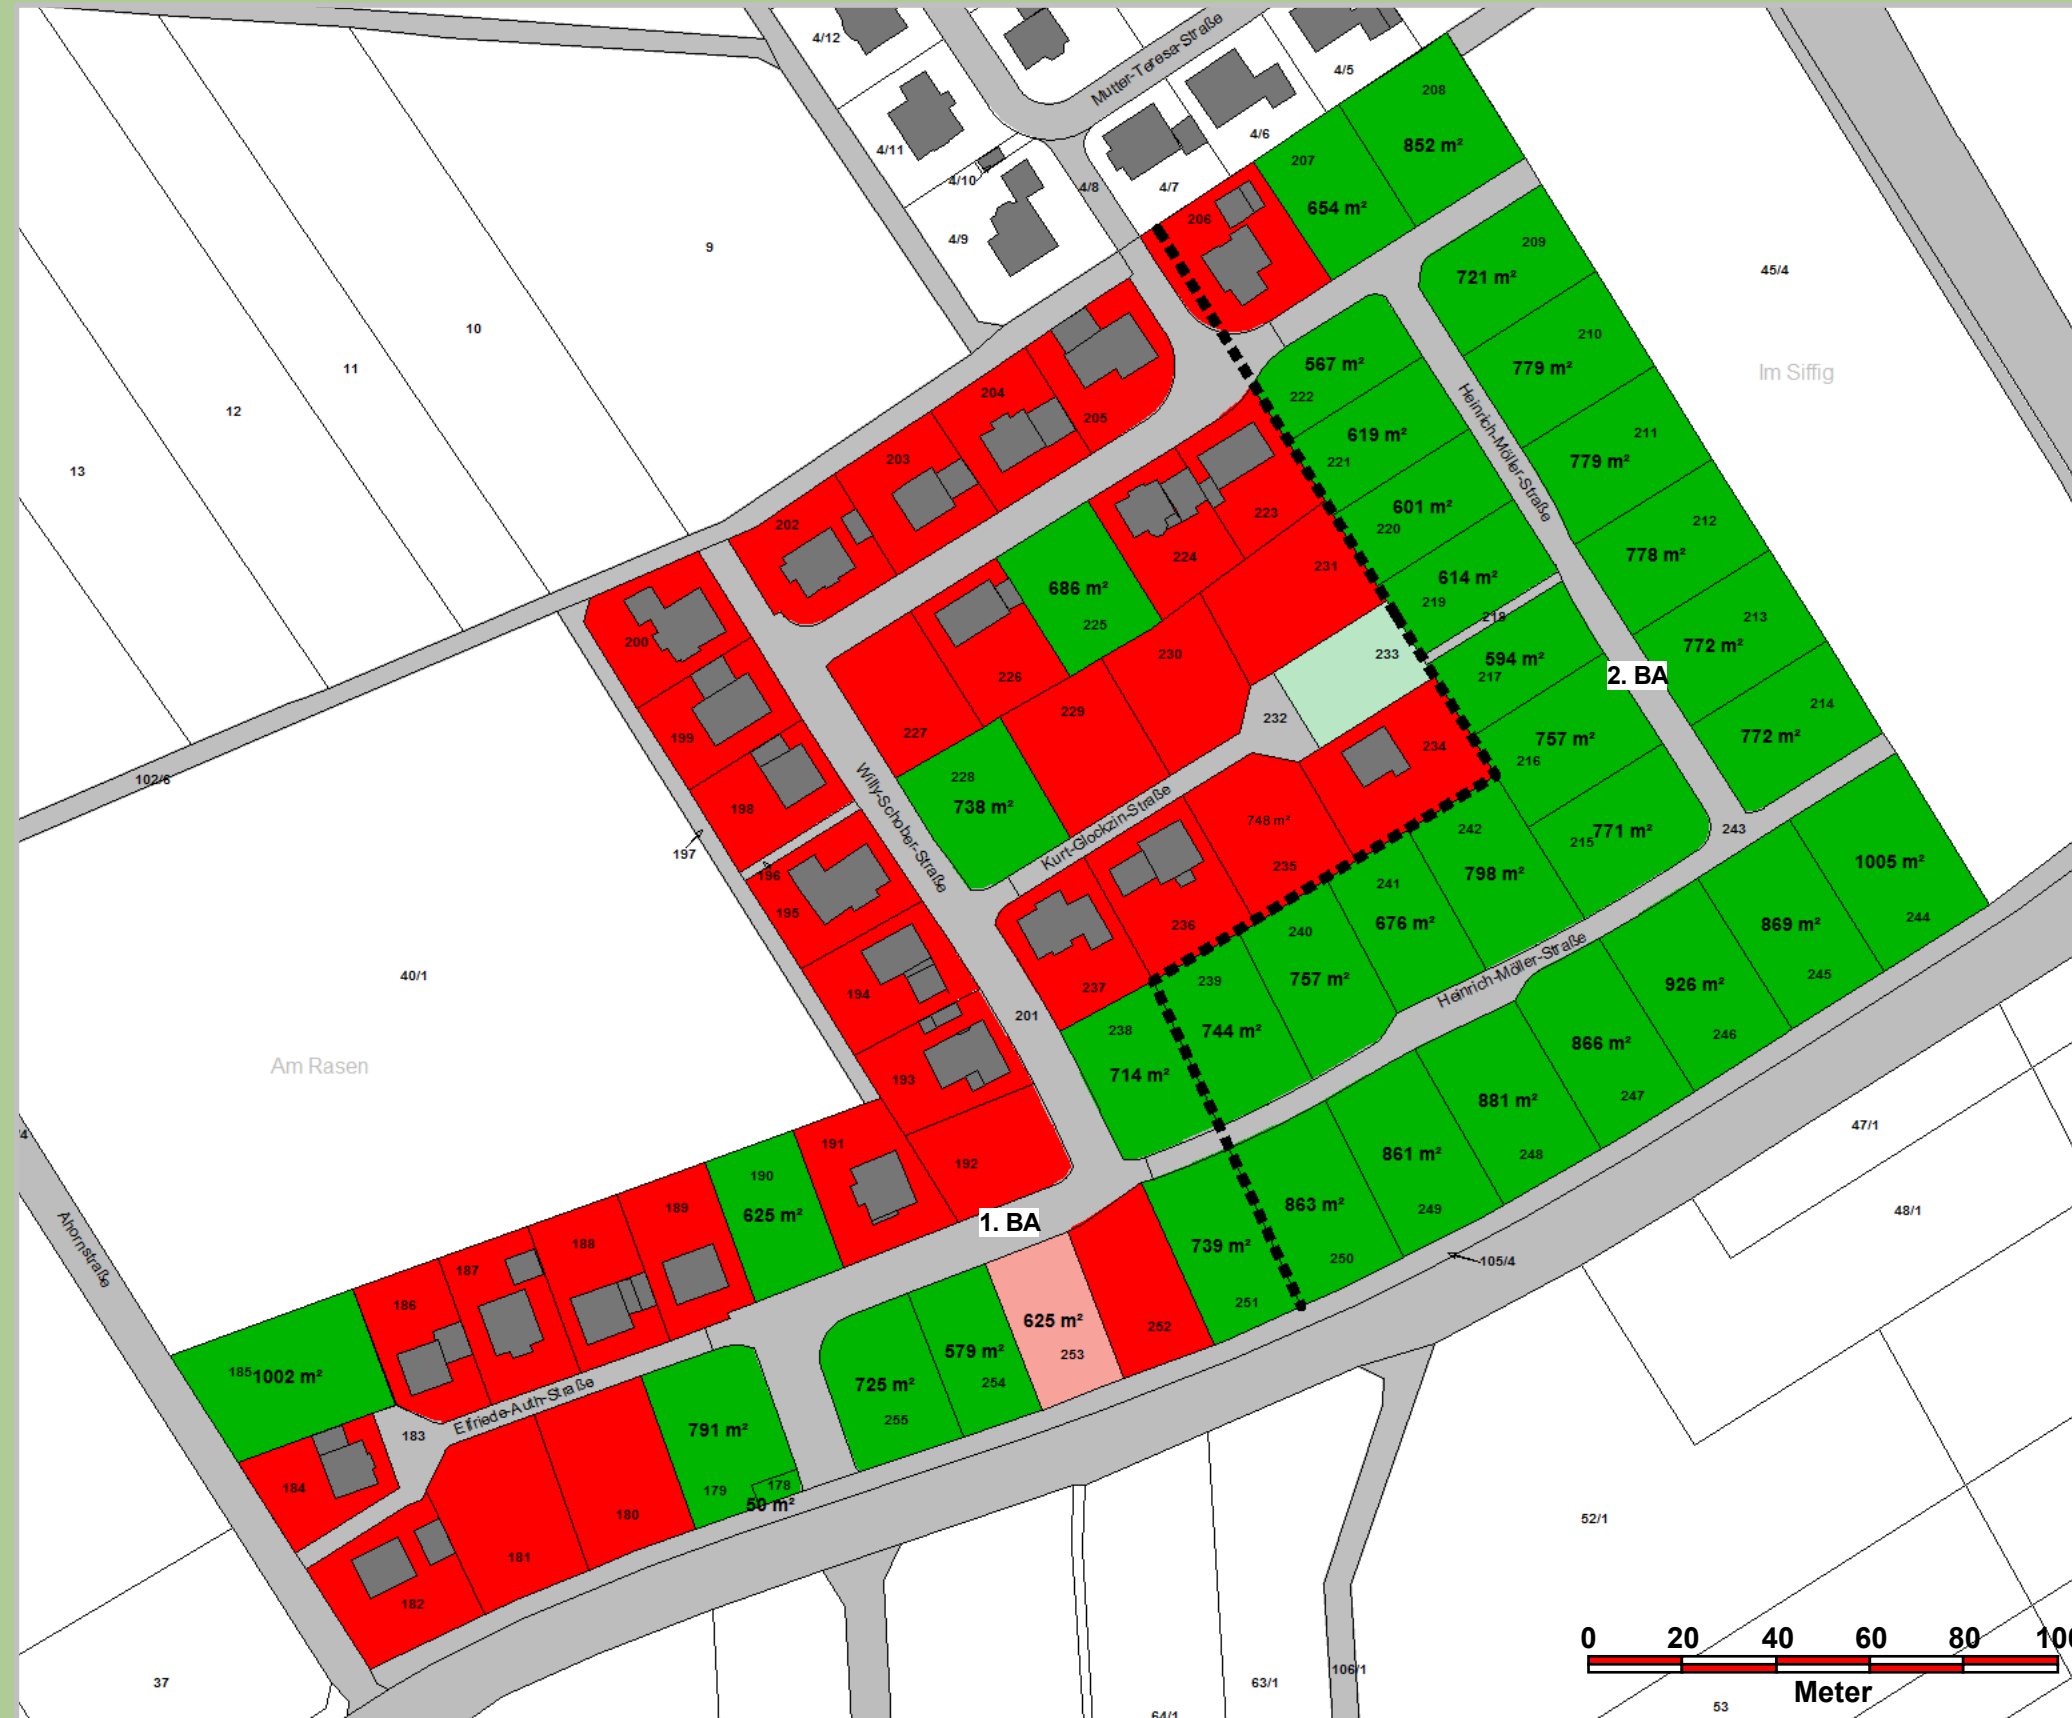 4/12
Mutter-Teresa-Straße
4/5
208
852 m²
4/11
4/6
4/10
4/8
4/7
207
654 m²
206
4/9
9
209
721 m²
45/4
10
11
12
13
210
779 m²
Im Siffig
567 m²
222
Heinrich-Möller-Straße
204
205
619 m²
221
211
779 m²
203
202
601 m²
220
212
778 m²
223
224
231
686 m²
225
614 m²
219
218
213
772 m²
200
226
230
233
594 m²
217
2. BA
214
772 m²
199
227
229
232
234
757 m²
216
102/6
228
738 m²
Willy-Schober-Straße
Kurt-Glockzin-Straße
198
197
196
748 m²
235
242
798 m²
215
771 m²
243
1005 m²
244
195
236
241
676 m²
869 m²
245
40/1
194
237
240
757 m²
Heinrich-Möller-Straße
926 m²
246
201
239
744 m²
238
714 m²
866 m²
247
Am Rasen
193
881 m²
248
47/1
/4
191
192
861 m²
249
190
625 m²
189
188
1. BA
863 m²
250
48/1
Ahornstraße
187
186
739 m²
251
105/4
625 m²
253
252
185
1002 m²
579 m²
254
725 m²
255
Elfriede-Auth-Straße
183
791 m²
179
178
50 m²
184
180
181
182
52/1
37
63/1
106/1
64/1
53
0 20 40 60 80 100
Meter